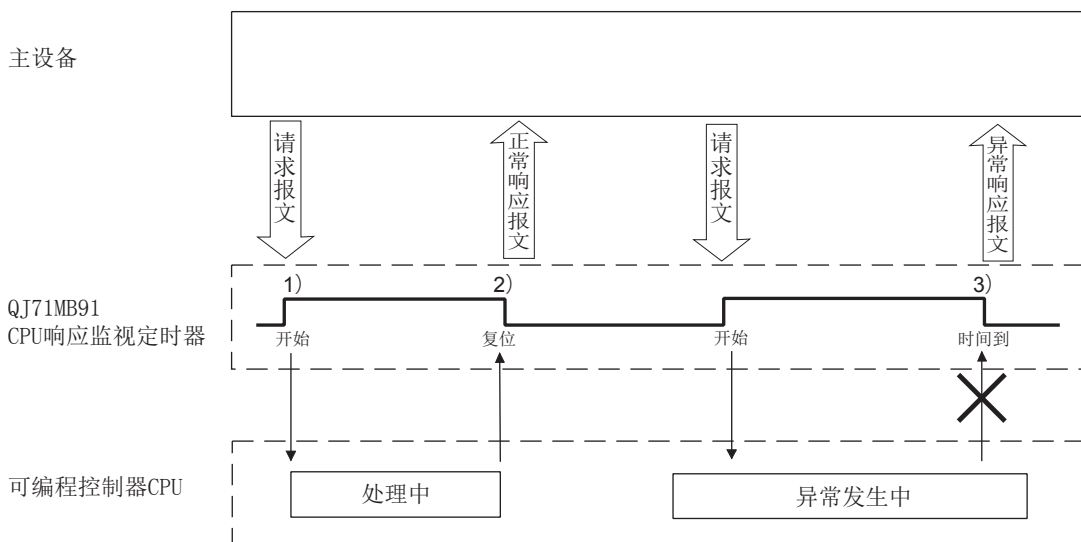 主设备
请求报文
正常响应报文
请求报文
异常响应报文
QJ71MB91
CPU响应监视定时器
1)
2)
3)
开始
复位
开始
时间到
可编程控制器CPU
处理中
异常发生中